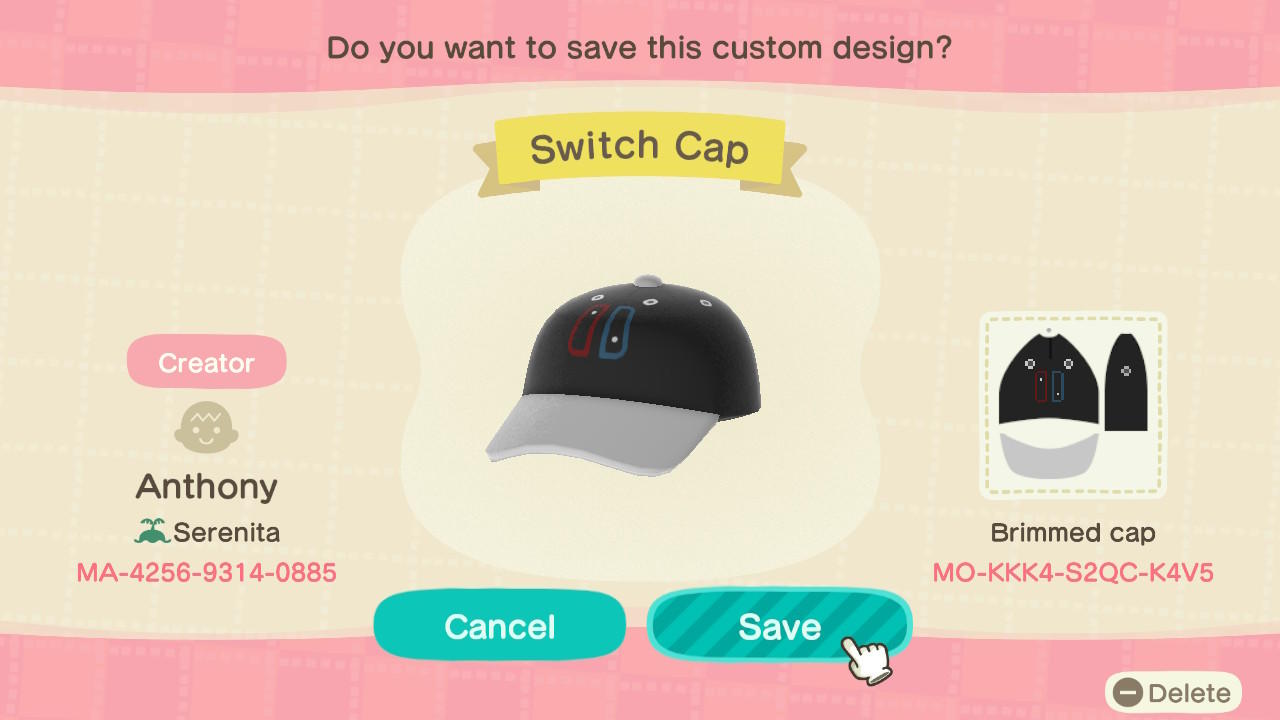 Do you want to save this custom design?
Switch Cap
Creator
Anthony
Serenita
MA-4256-9314-0885
Brimmed cap
MO-KKK4-S2QC-K4V5
Cancel
Save
Delete